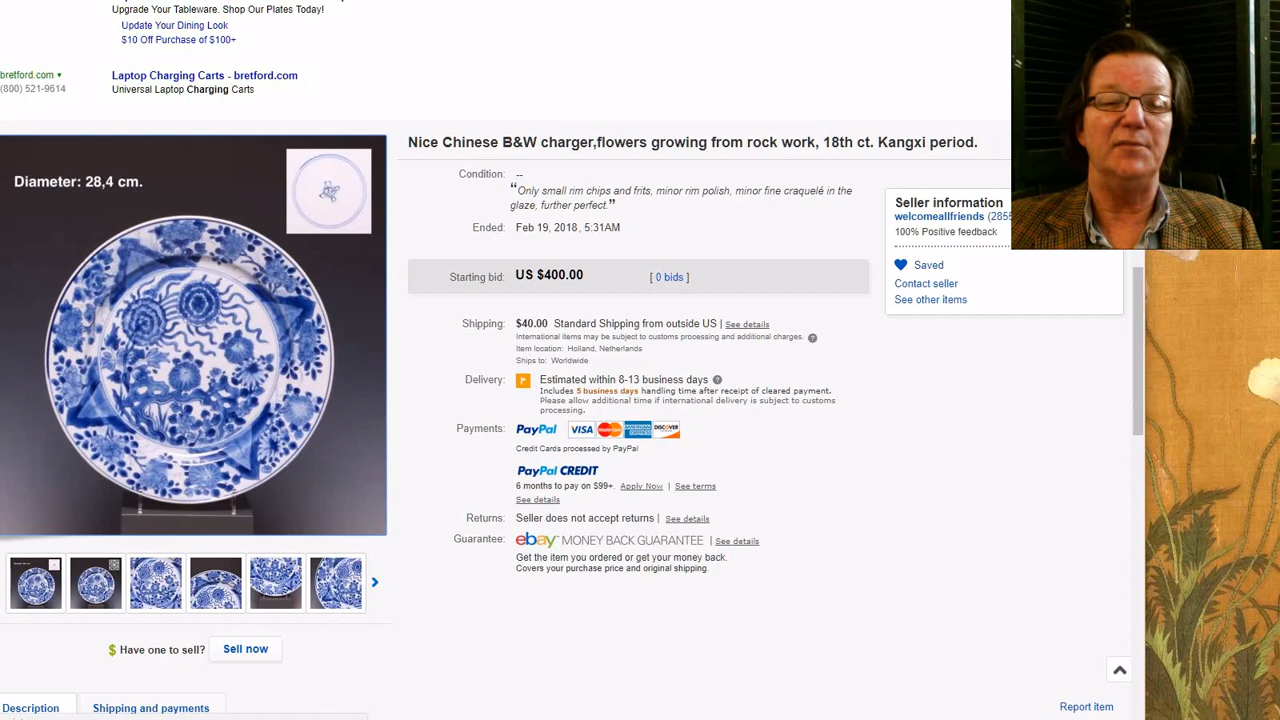 Upgrade Your Tableware. Shop Our Plates Today!
Update Your Dining Look
$10 Off Purchase of $100+
bretford.com
Laptop Charging Carts - bretford.com
(800) 521-9614
Universal Laptop Charging Carts
Diameter: 28,4 cm.
Nice Chinese B&W charger,flowers growing from rock work, 18th ct. Kangxi period.
Condition: --
“Only small rim chips and frits, minor rim polish, minor fine craquelé in the
glaze, further perfect.”
Ended: Feb 19, 2018 , 5:31AM
Starting bid: US $400.00 [ 0 bids ]
Shipping: $40.00 Standard Shipping from outside US | See details
International items may be subject to customs processing and additional charges. ?
Item location: Holland, Netherlands
Ships to: Worldwide
Delivery: Estimated within 8-13 business days ?
Includes 5 business days handling time after receipt of cleared payment.
Please allow additional time if international delivery is subject to customs
processing.
Payments: PayPal VISA MasterCard AMERICAN EXPRESS DISCOVER
Credit Cards processed by PayPal
PayPal CREDIT
6 months to pay on $99+. Apply Now | See terms
See details
Returns: Seller does not accept returns | See details
Guarantee: ebay MONEY BACK GUARANTEE | See details
Get the item you ordered or get your money back.
Covers your purchase price and original shipping.
Seller information
welcomeallfriends (2855
100% Positive feedback
Saved
Contact seller
See other items
$ Have one to sell? Sell now
Description Shipping and payments
Report item